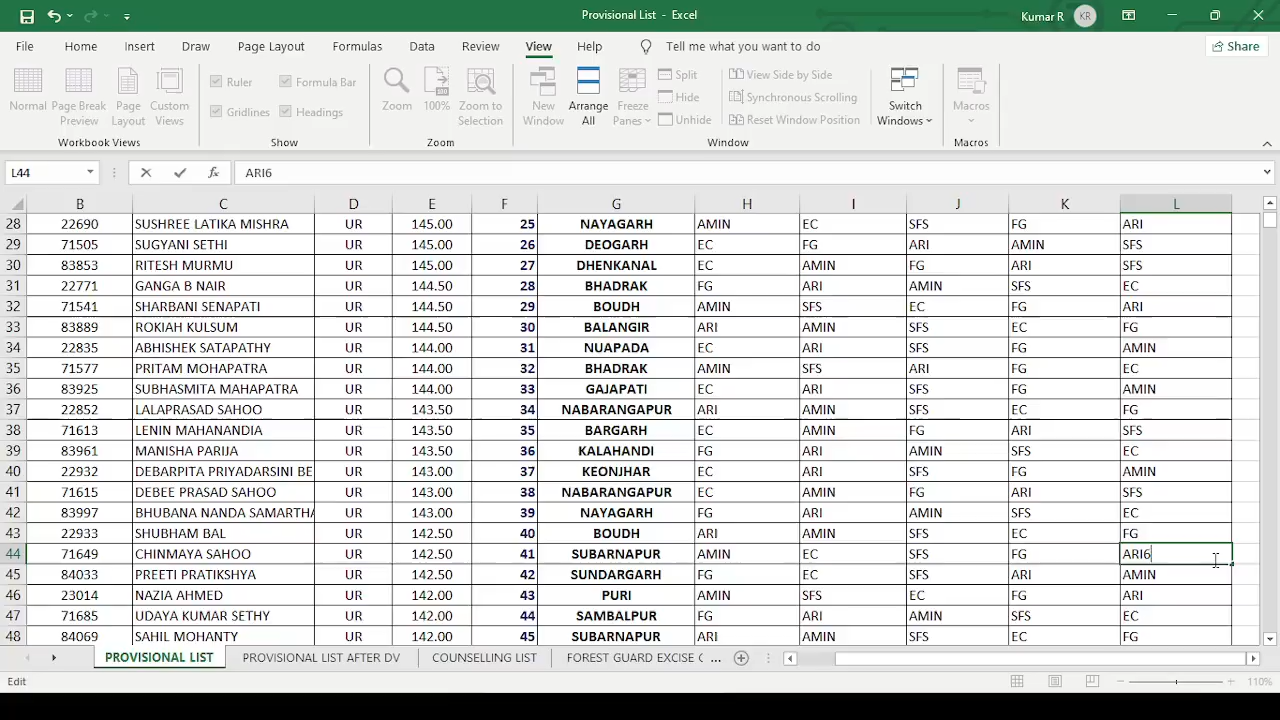 Provisional List - Excel
Kumar R KR
File Home Insert Draw Page Layout Formulas Data Review View Help Tell me what you want to do Share
Normal Page Break Preview Page Layout Custom Views
Ruler Formula Bar
Gridlines Headings
Zoom 100% Zoom to Selection
New Window Arrange All Freeze Panes
Split
Hide
Unhide
View Side by Side
Synchronous Scrolling
Reset Window Position
Switch Windows
Macros
Workbook Views Show Zoom Window Macros
L44 fx ARI6
B C D E F G H I J K L
28 22690 SUSHREE LATIKA MISHRA UR 145.00 25 NAYAGARH AMIN EC SFS FG ARI
29 71505 SUGYANI SETHI UR 145.00 26 DEOGARH EC FG ARI AMIN SFS
30 83853 RITESH MURMU UR 145.00 27 DHENKANAL EC AMIN FG ARI SFS
31 22771 GANGA B NAIR UR 144.50 28 BHADRAK FG ARI AMIN SFS EC
32 71541 SHARBANI SENAPATI UR 144.50 29 BOUDH AMIN SFS EC FG ARI
33 83889 ROKIAH KULSUM UR 144.50 30 BALANGIR ARI AMIN SFS EC FG
34 22835 ABHISHEK SATAPATHY UR 144.00 31 NUAPADA EC ARI SFS FG AMIN
35 71577 PRITAM MOHAPATRA UR 144.00 32 BHADRAK AMIN SFS ARI EC FG
36 83925 SUBHASMITA MAHAPATRA UR 144.00 33 GAJAPATI EC ARI SFS FG AMIN
37 22852 LALAPRASAD SAHOO UR 143.50 34 NABARANGAPUR ARI AMIN SFS EC FG
38 71613 LENIN MAHANANDIA UR 143.50 35 BARGARH EC AMIN FG ARI SFS
39 83961 MANISHA PARIJA UR 143.50 36 KALAHANDI FG ARI AMIN SFS EC
40 22932 DEBARPITA PRIYADARSINI BE UR 143.00 37 KEONJHAR EC ARI SFS FG AMIN
41 71615 DEBEE PRASAD SAHOO UR 143.00 38 NABARANGAPUR EC AMIN FG ARI SFS
42 83997 BHUBANA NANDA SAMARTHA UR 143.00 39 NAYAGARH FG ARI AMIN SFS EC
43 22933 SHUBHAM BAL UR 142.50 40 BOUDH ARI AMIN SFS EC FG
44 71649 CHINMAYA SAHOO UR 142.50 41 SUBARNAPUR AMIN EC SFS FG ARI6
45 84033 PREETI PRATIKSHYA UR 142.50 42 SUNDARGARH FG EC SFS ARI AMIN
46 23014 NAZIA AHMED UR 142.00 43 PURI AMIN SFS EC FG ARI
47 71685 UDAYA KUMAR SETHY UR 142.00 44 SAMBALPUR FG ARI AMIN SFS EC
48 84069 SAHIL MOHANTY UR 142.00 45 SUBARNAPUR ARI AMIN SFS EC FG
PROVISIONAL LIST PROVISIONAL LIST AFTER DV COUNSELLING LIST FOREST GUARD EXCISE C ...
Edit 110%